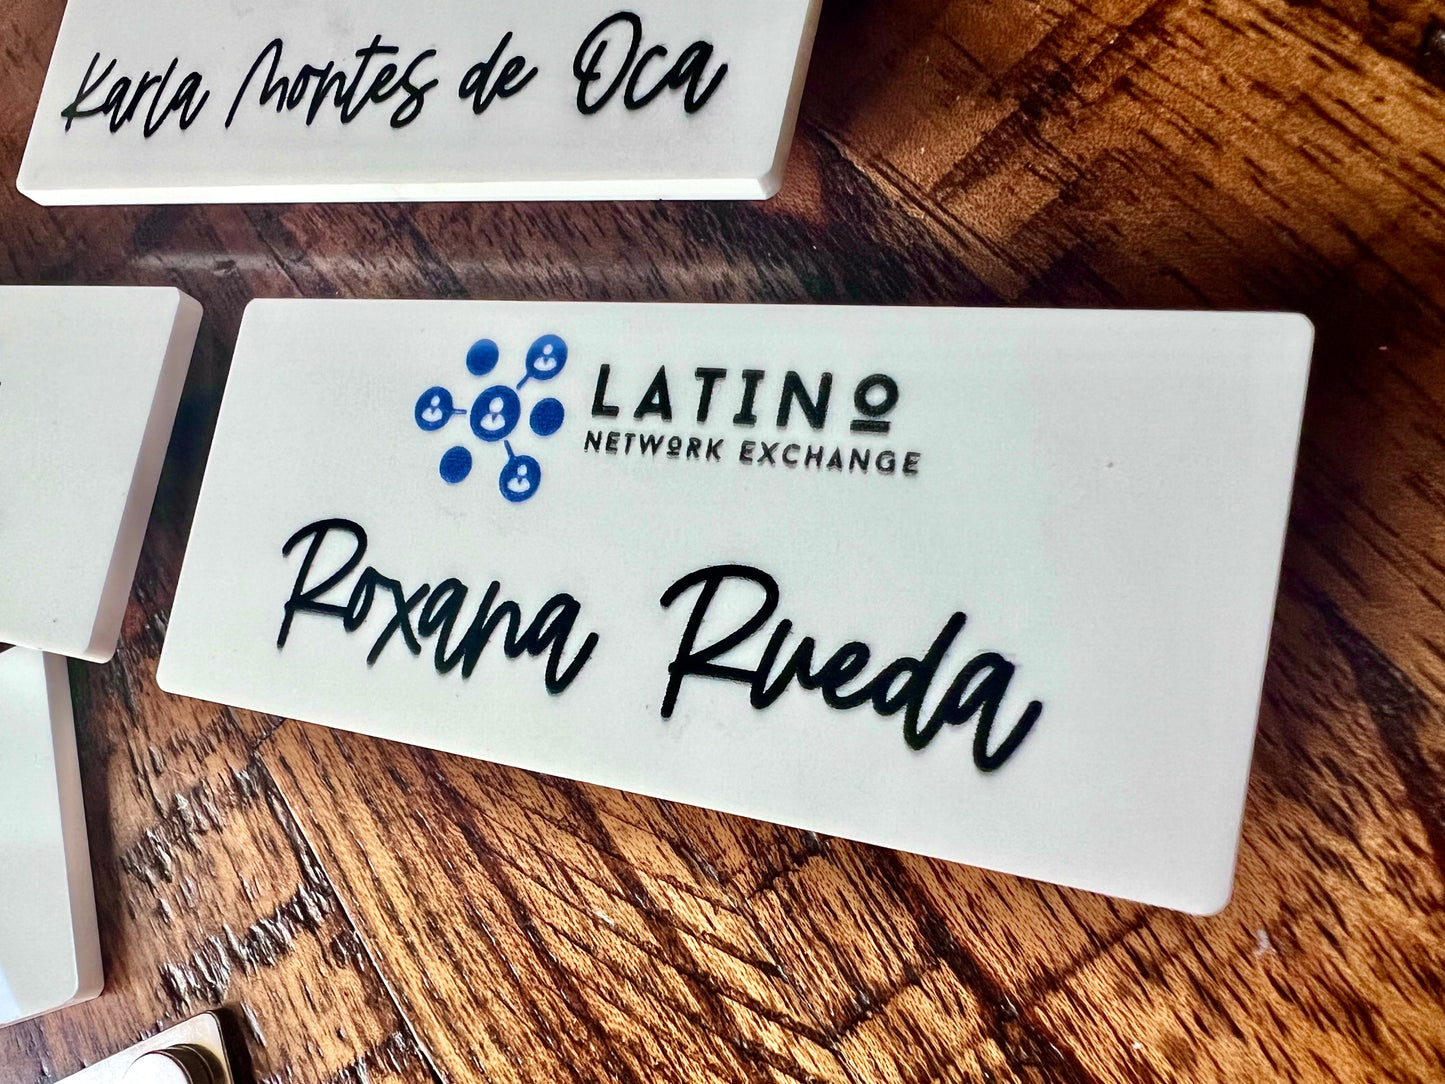 Karla Montes de Oca
LATINO
NETWORK EXCHANGE
Roxana Rueda